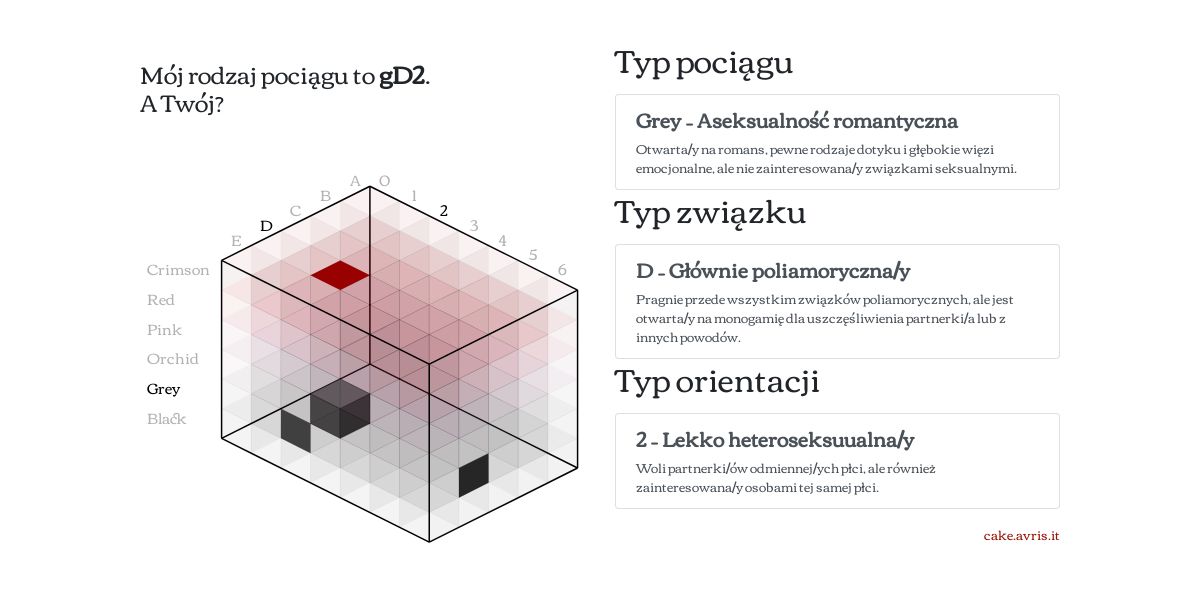 Mój rodzaj pociągu to gD2.
A Twój?
A
B
C
D
E
0
1
2
3
4
5
6
Crimson
Red
Pink
Orchid
Grey
Black
Typ pociągu
Grey – Aseksualność romantyczna
Otwarta/y na romans, pewne rodzaje dotyku i głębokie więzi
emocjonalne, ale nie zainteresowana/y związkami seksualnymi.
Typ związku
D – Głównie poliamoryczna/y
Pragnie przede wszystkim związków poliamorycznych, ale jest
otwarta/y na monogamię dla uszczęśliwienia partnerki/a lub z
innych powodów.
Typ orientacji
2 – Lekko heteroseksuualna/y
Woli partnerki/ów odmiennej/ych płci, ale również
zainteresowana/y osobami tej samej płci.
cake.avris.it